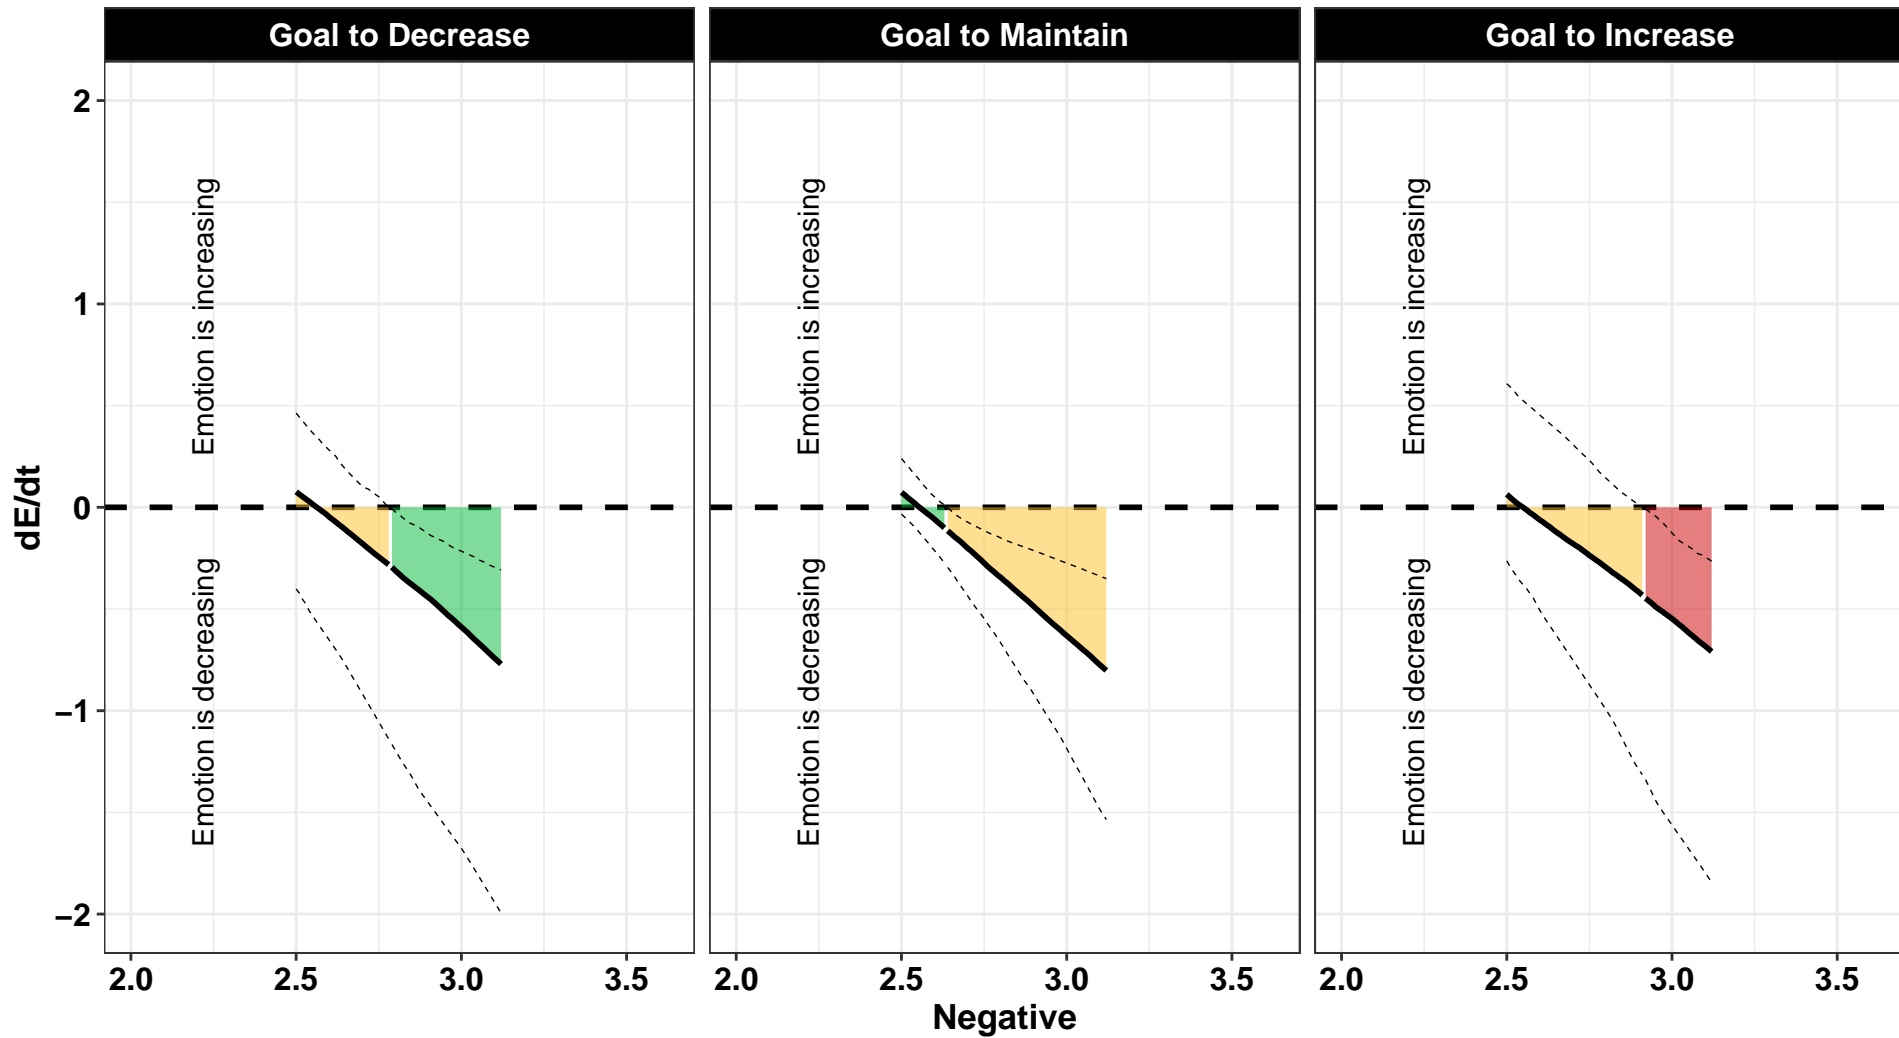 Goal to Decrease
Goal to Maintain
Goal to Increase
dE/dt
2
1
0
−1
−2
Emotion is increasing
Emotion is decreasing
Emotion is increasing
Emotion is decreasing
Emotion is increasing
Emotion is decreasing
2.0 2.5 3.0 3.5
2.0 2.5 3.0 3.5
2.0 2.5 3.0 3.5
Negative